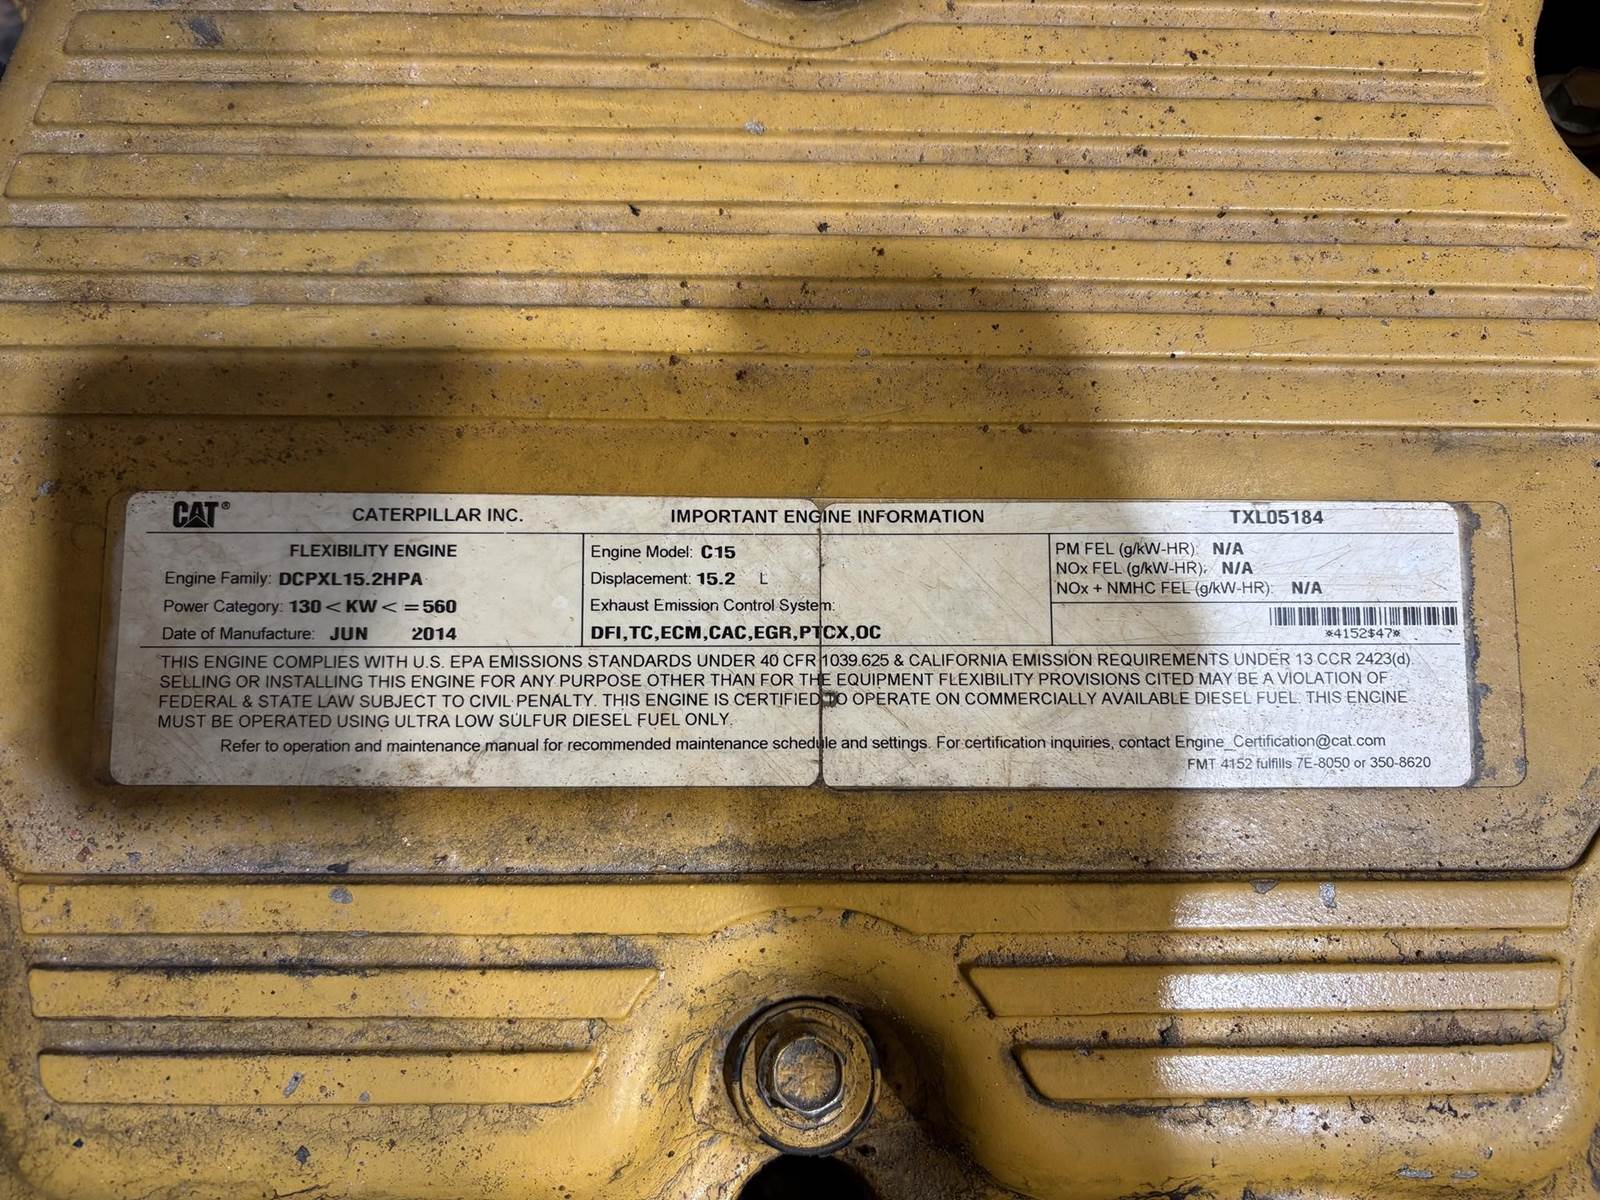 CAT® CATERPILLAR INC. IMPORTANT ENGINE INFORMATION TXL05184
FLEXIBILITY ENGINE
Engine Family: DCPXL15.2HPA
Power Category: 130 < KW < = 560
Date of Manufacture: JUN 2014
Engine Model: C15
Displacement: 15.2 L
Exhaust Emission Control System:
DFI,TC,ECM,CAC,EGR,PTCX,OC
PM FEL (g/kW-HR): N/A
NOx FEL (g/kW-HR): N/A
NOx + NMHC FEL (g/kW-HR): N/A
*4152$47*
THIS ENGINE COMPLIES WITH U.S. EPA EMISSIONS STANDARDS UNDER 40 CFR 1039.625 & CALIFORNIA EMISSION REQUIREMENTS UNDER 13 CCR 2423(d).
SELLING OR INSTALLING THIS ENGINE FOR ANY PURPOSE OTHER THAN FOR THE EQUIPMENT FLEXIBILITY PROVISIONS CITED MAY BE A VIOLATION OF
FEDERAL & STATE LAW SUBJECT TO CIVIL PENALTY. THIS ENGINE IS CERTIFIED TO OPERATE ON COMMERCIALLY AVAILABLE DIESEL FUEL. THIS ENGINE
MUST BE OPERATED USING ULTRA LOW SULFUR DIESEL FUEL ONLY.
Refer to operation and maintenance manual for recommended maintenance schedule and settings. For certification inquiries, contact Engine_Certification@cat.com
FMT 4152 fulfills 7E-8050 or 350-8620